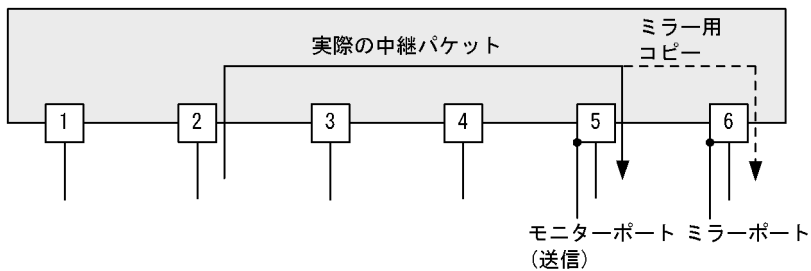 実際の中継パケット
ミラー用
コピー
1
2
3
4
5
6
モニターポート
(送信)
ミラーポート